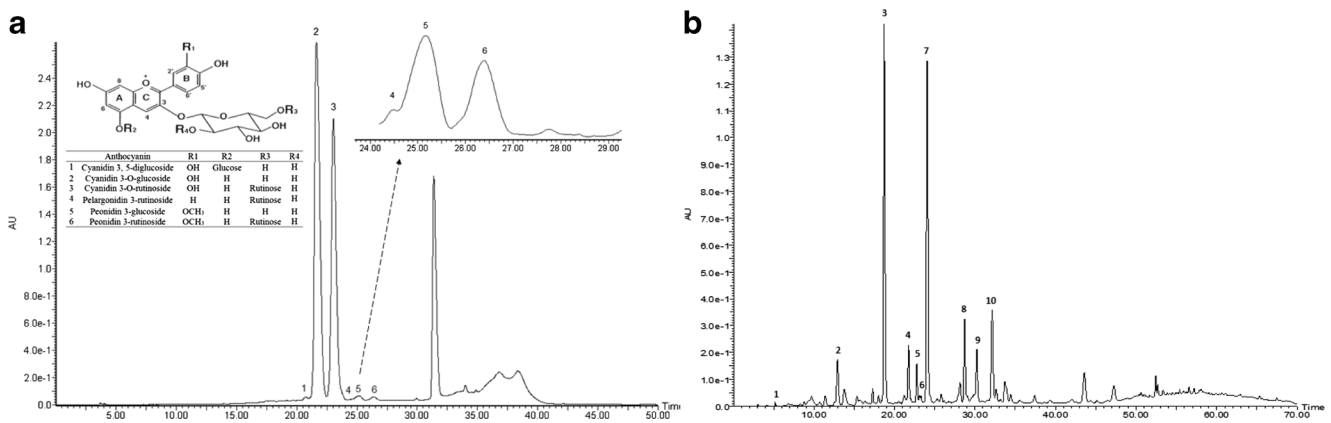 a
b
2
3
5
6
4
24.00 25.00 26.00 27.00 28.00 29.00
R₁
OH
B
2'
5'
6'
HO
8
O⁺
A
C
3
6
4
OR₂
O
OR₃
O
R₄O
OH
OH
Anthocyanin R1 R2 R3 R4
1 Cyanidin 3, 5-diglucoside OH Glucose H H
2 Cyanidin 3-O-glucoside OH H H H
3 Cyanidin 3-O-rutinoside OH H Rutinose H
4 Pelargonidin 3-rutinoside H H Rutinose H
5 Peonidin 3-glucoside OCH₃ H H H
6 Peonidin 3-rutinoside OCH₃ H Rutinose H
AU
2.4
2.2
2.0
1.8
1.6
1.4
1.2
1.0
8.0e-1
6.0e-1
4.0e-1
2.0e-1
0.0
1
4
5
6
5.00 10.00 15.00 20.00 25.00 30.00 35.00 40.00 45.00 50.00
Time
3
7
2
4
5
6
8
9
10
1
AU
1.3
1.2
1.1
1.0
9.0e-1
8.0e-1
7.0e-1
6.0e-1
5.0e-1
4.0e-1
3.0e-1
2.0e-1
1.0e-1
0.0
10.00 20.00 30.00 40.00 50.00 60.00 70.00
Time